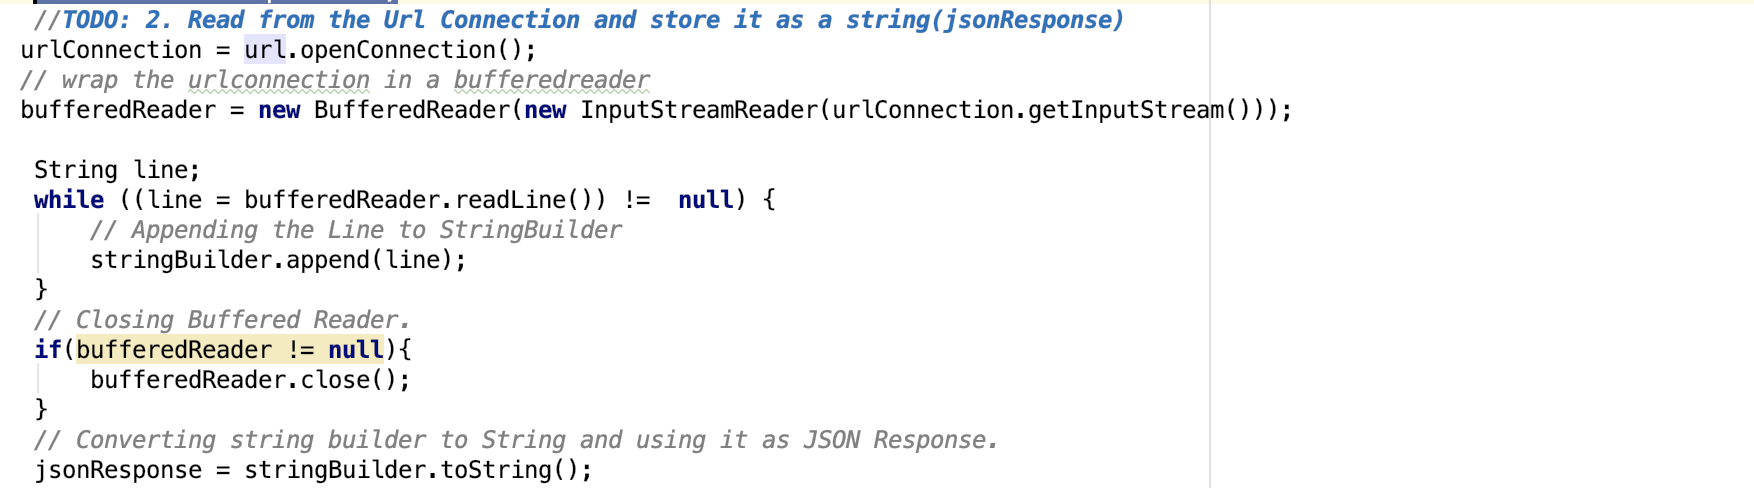 //TODO: 2. Read from the Url Connection and store it as a string(jsonResponse)
urlConnection = url.openConnection();
// wrap the urlconnection in a bufferedreader
bufferedReader = new BufferedReader(new InputStreamReader(urlConnection.getInputStream()));
String line;
while ((line = bufferedReader.readLine()) !=  null) {
// Appending the Line to StringBuilder
stringBuilder.append(line);
}
// Closing Buffered Reader.
if(bufferedReader != null){
bufferedReader.close();
}
// Converting string builder to String and using it as JSON Response.
jsonResponse = stringBuilder.toString();